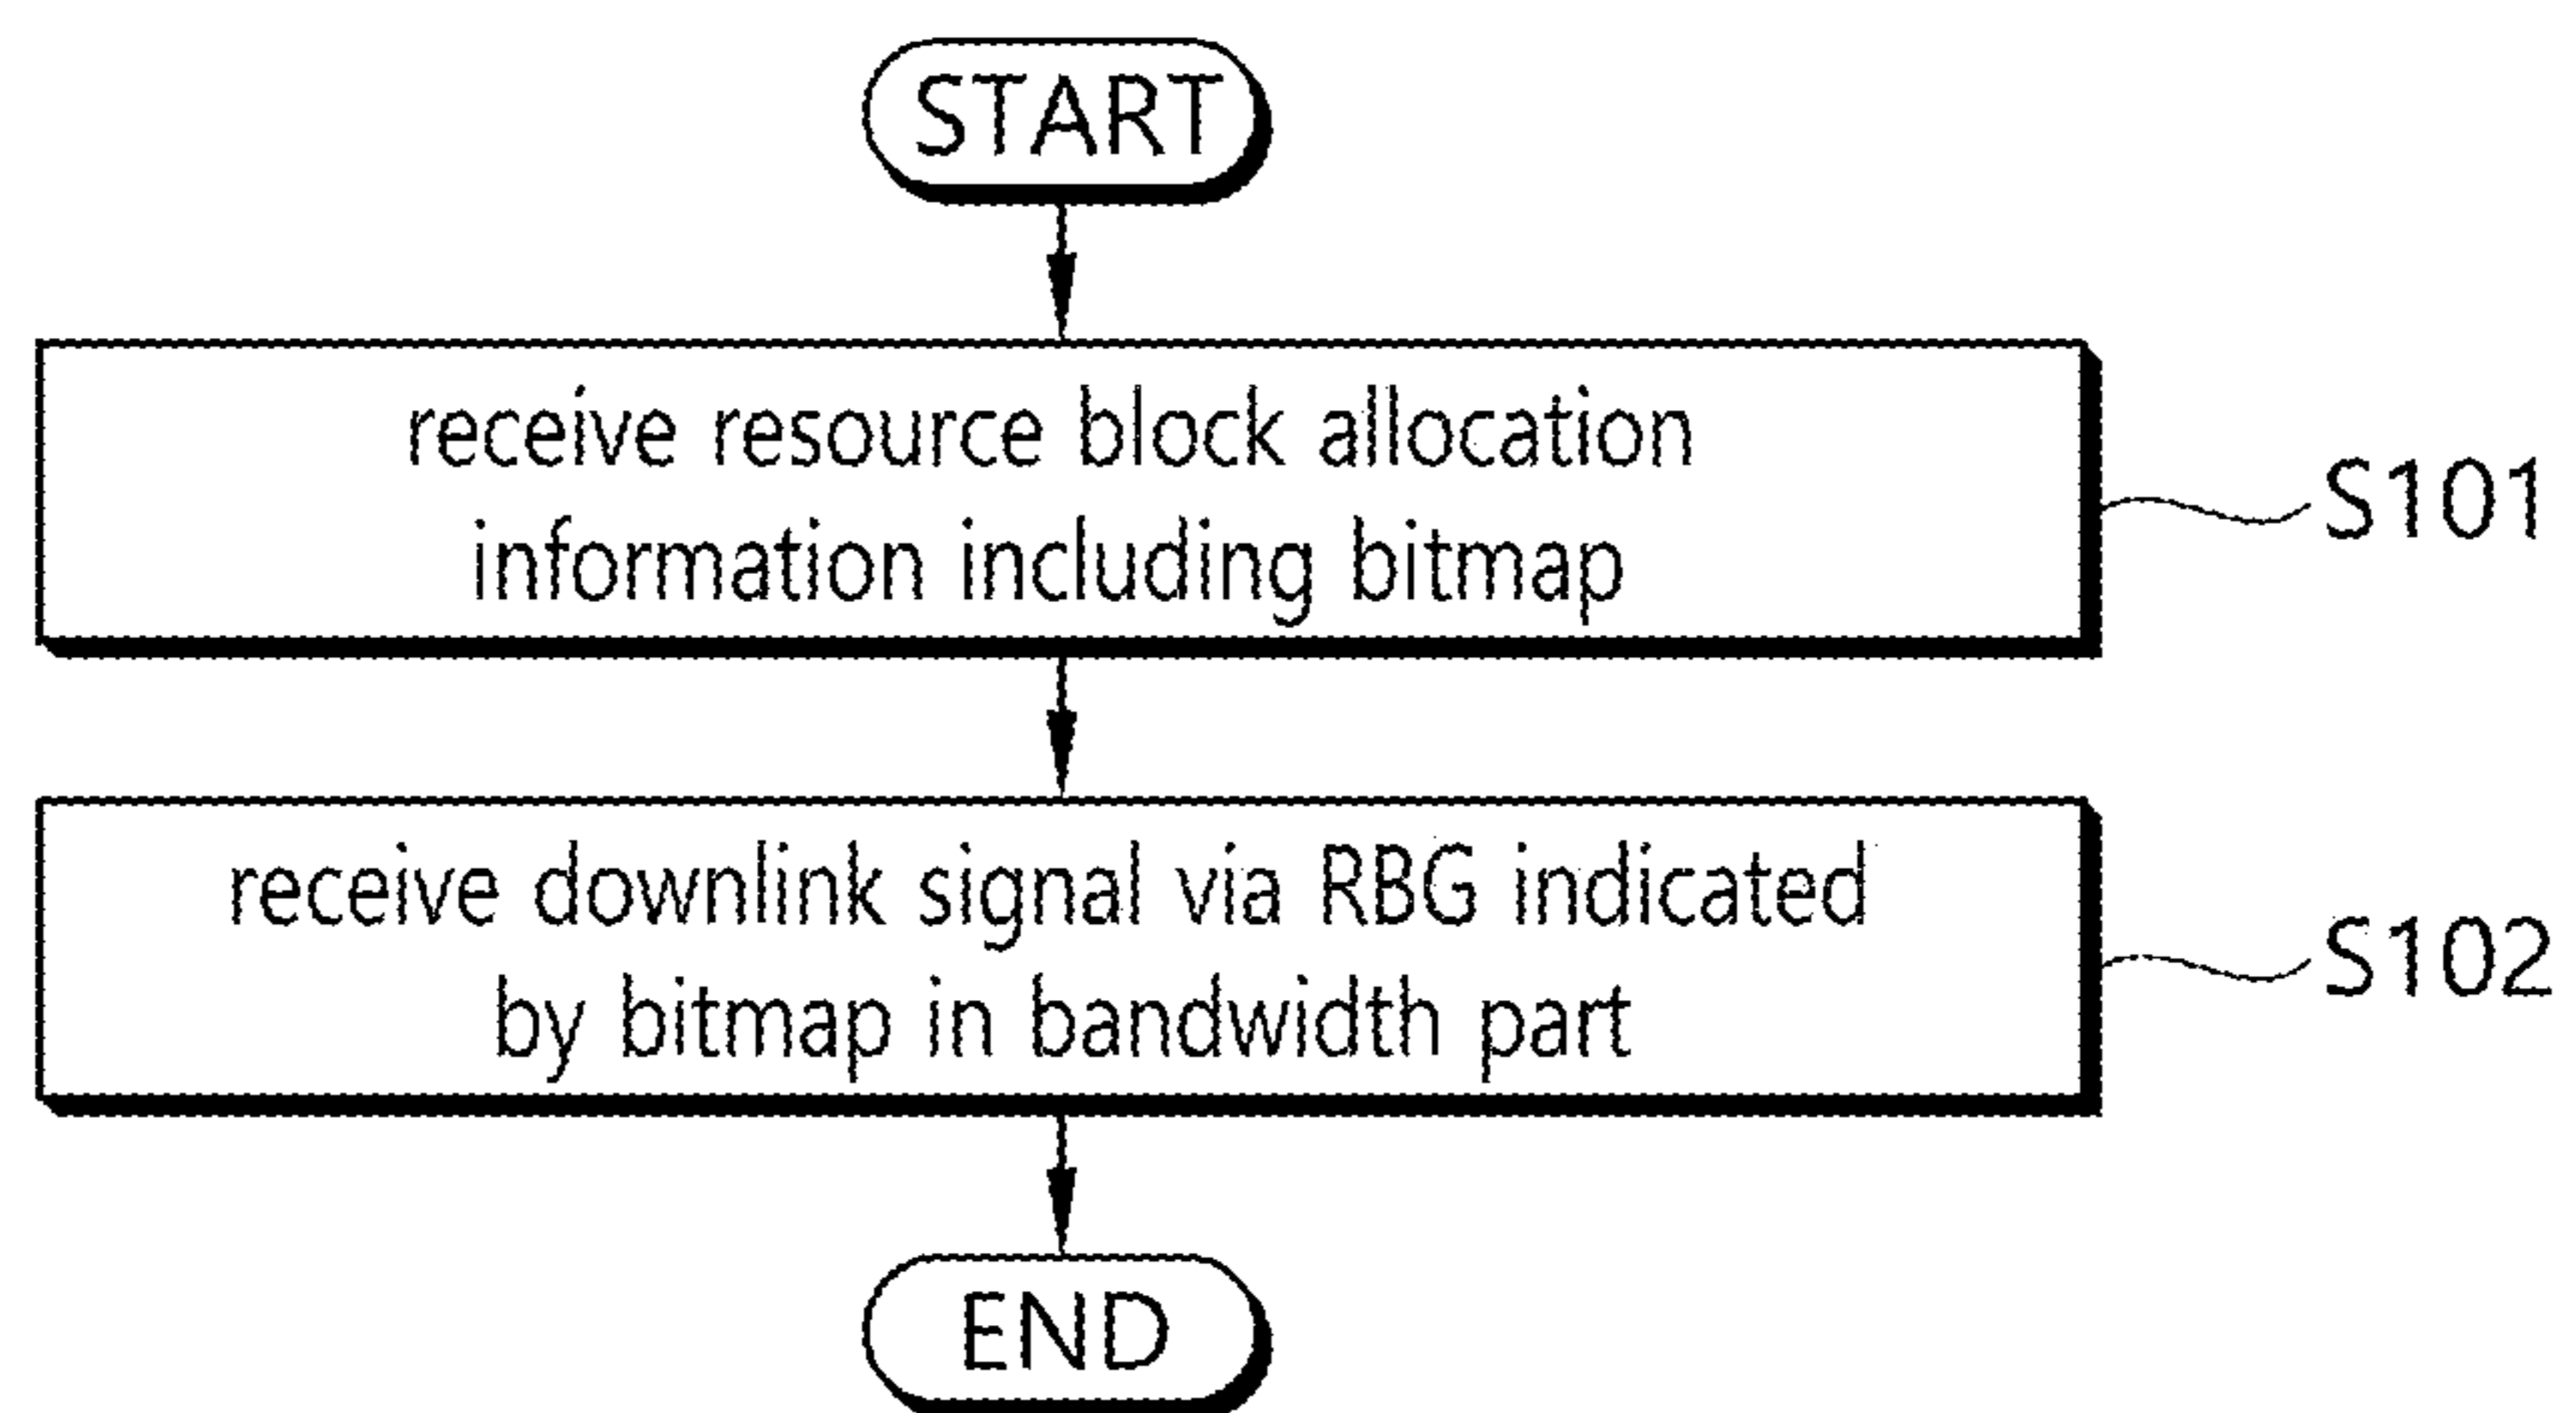 START
receive resource block allocation
information including bitmap
S101
receive downlink signal via RBG indicated
by bitmap in bandwidth part
S102
END